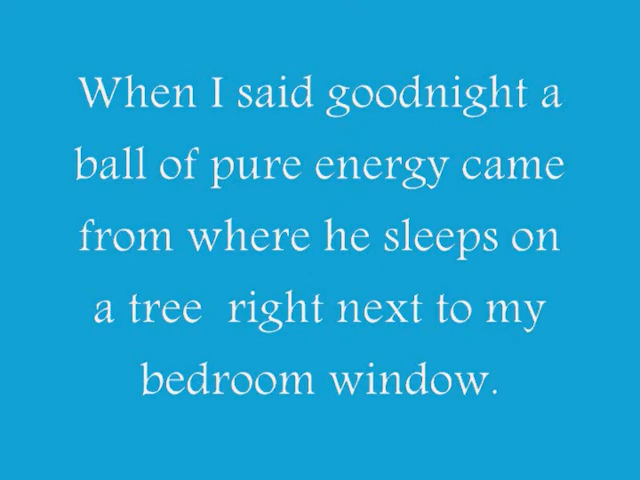 When I said goodnight a
ball of pure energy came
from where he sleeps on
a tree  right next to my
bedroom window.